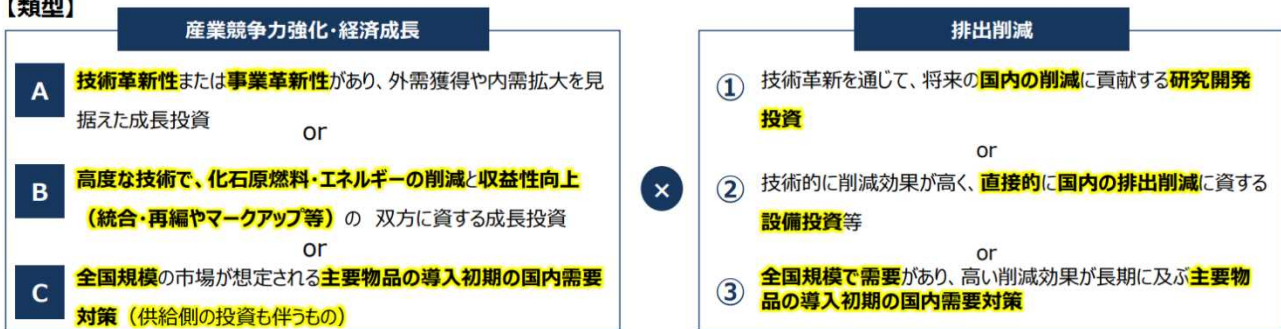 【類型】
産業競争力強化・経済成長
A
技術革新性または事業革新性があり、外需獲得や内需拡大を見
据えた成長投資
or
B
高度な技術で、化石原燃料・エネルギーの削減と収益性向上
（統合・再編やマークアップ等）の 双方に資する成長投資
or
C
全国規模の市場が想定される主要物品の導入初期の国内需要
対策（供給側の投資も伴うもの）
×
排出削減
①
技術革新を通じて、将来の国内の削減に貢献する研究開発
投資
or
②
技術的に削減効果が高く、直接的に国内の排出削減に資する
設備投資等
or
③
全国規模で需要があり、高い削減効果が長期に及ぶ主要物
品の導入初期の国内需要対策